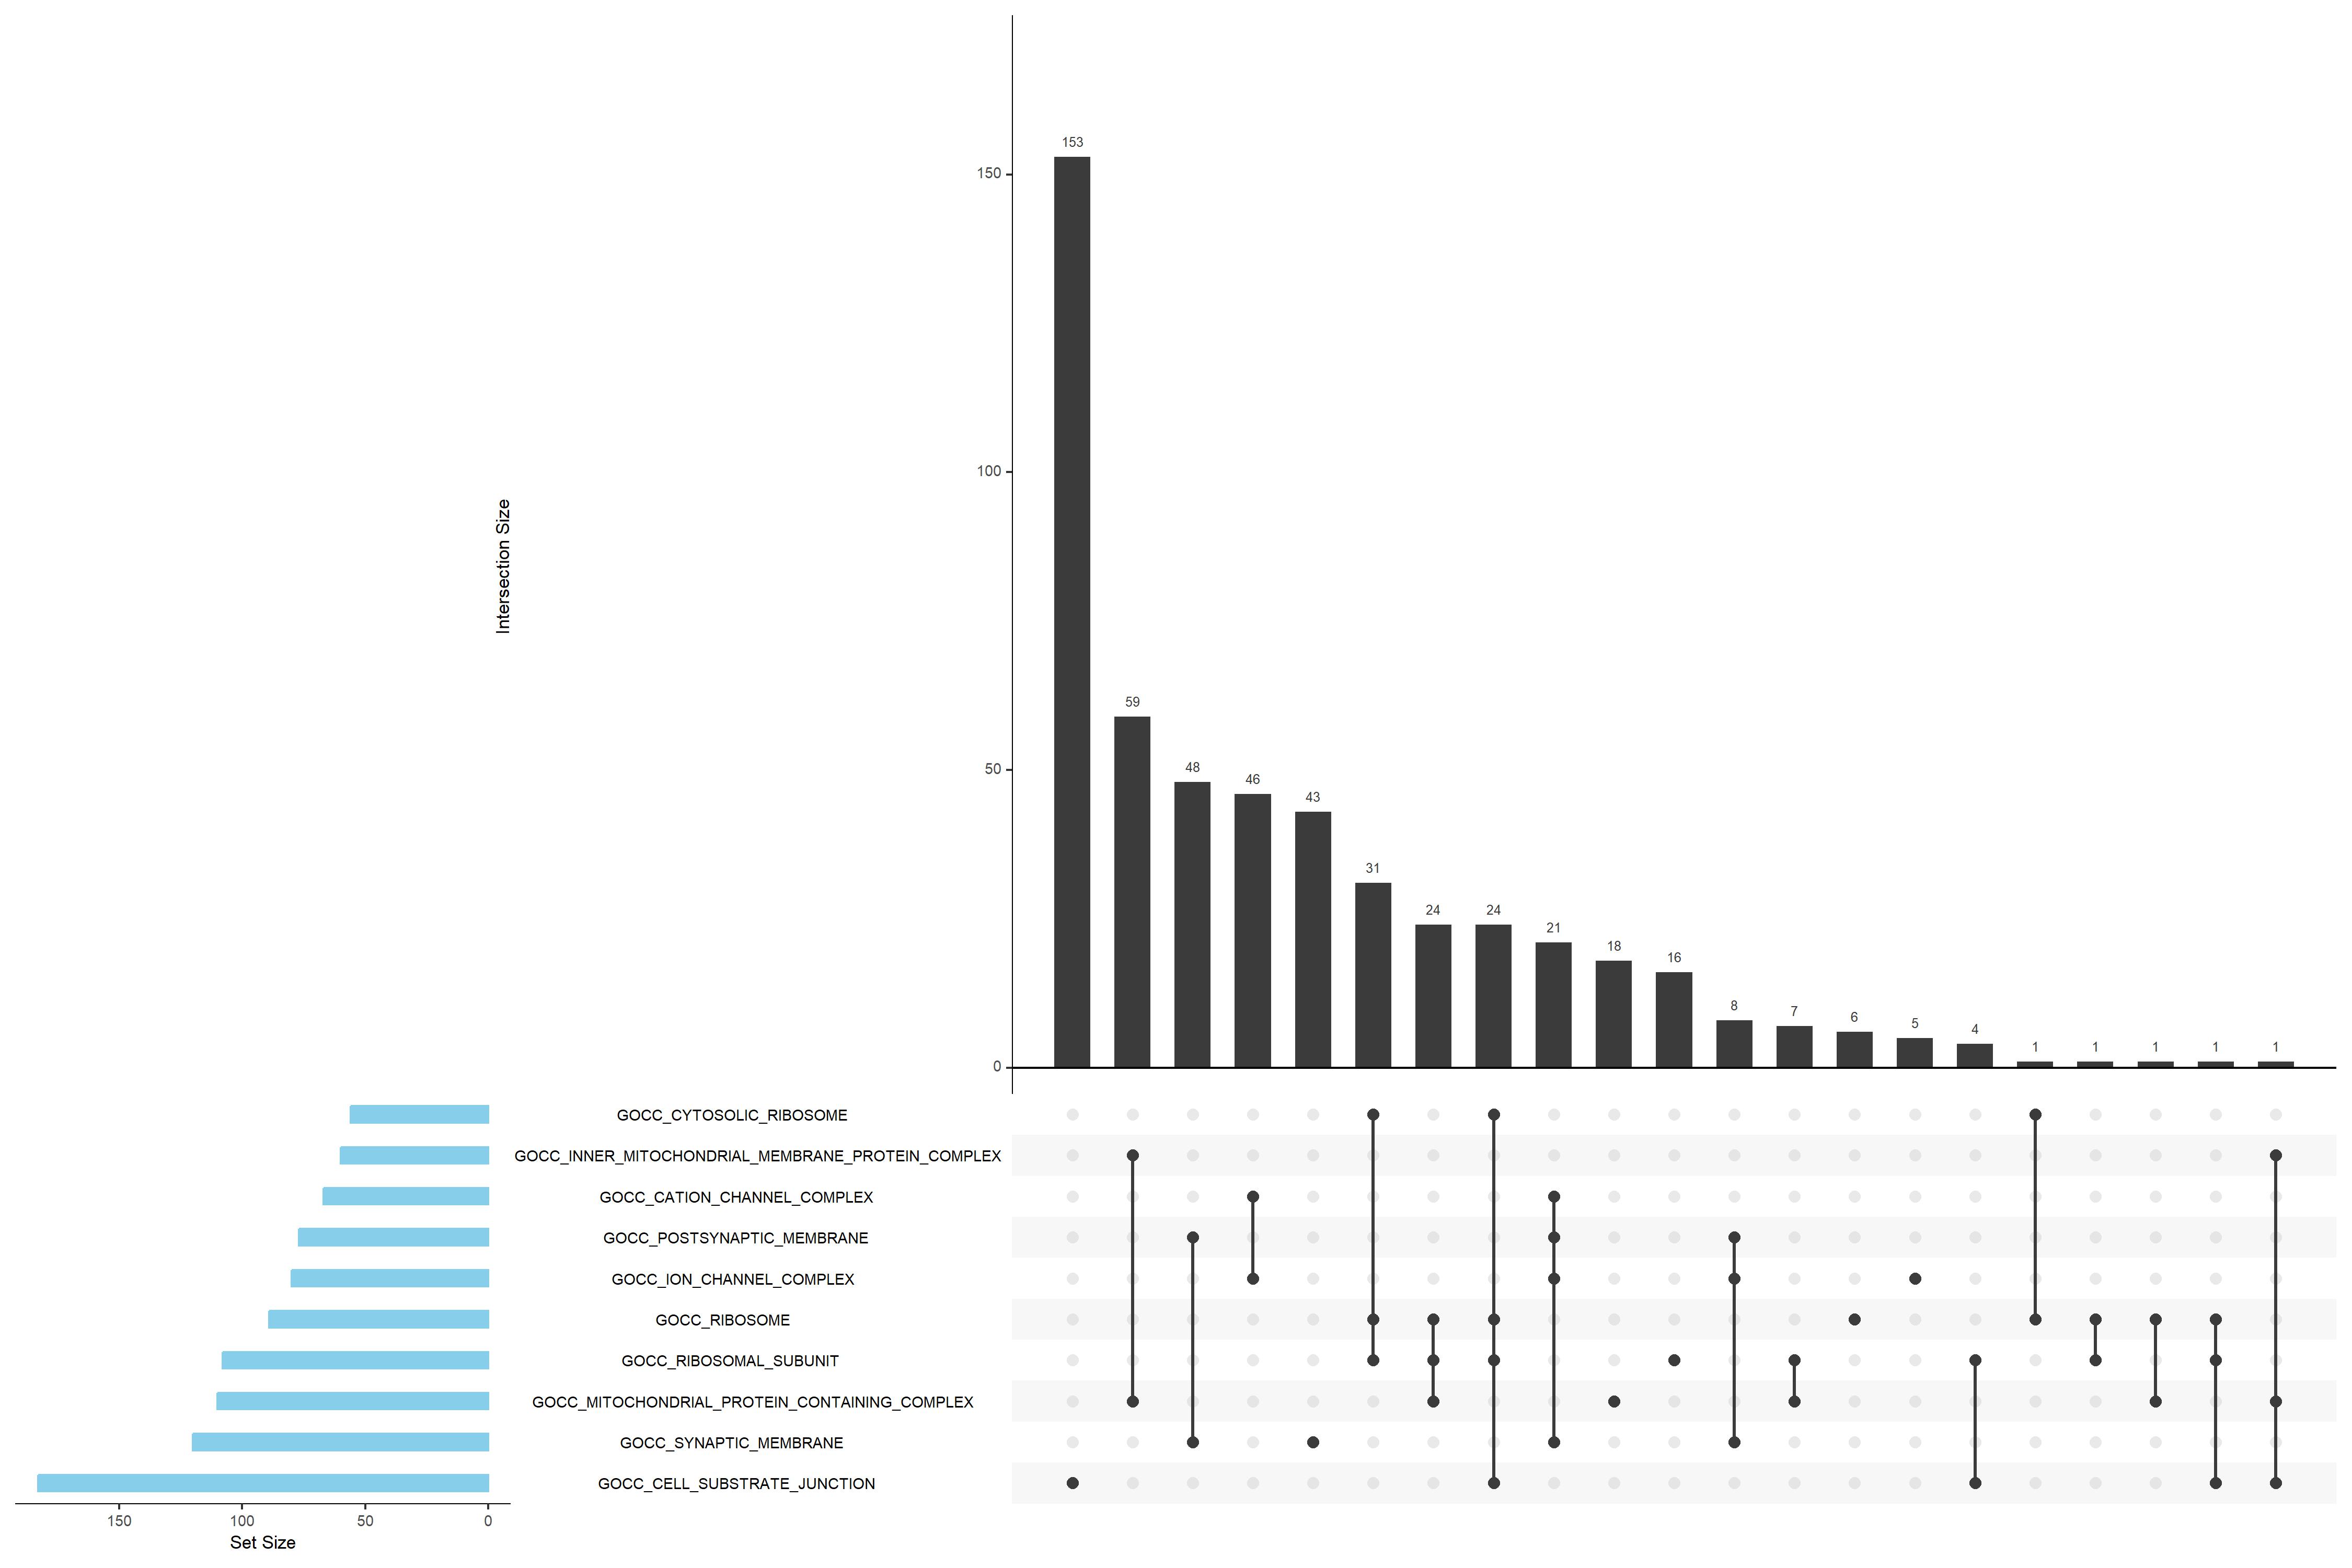 153
150
100
Intersection Size
59
50
48
46
43
31
24
24
21
18
16
8
7
6
5
4
1
1
1
1
1
0
GOCC_CYTOSOLIC_RIBOSOME
GOCC_INNER_MITOCHONDRIAL_MEMBRANE_PROTEIN_COMPLEX
GOCC_CATION_CHANNEL_COMPLEX
GOCC_POSTSYNAPTIC_MEMBRANE
GOCC_ION_CHANNEL_COMPLEX
GOCC_RIBOSOME
GOCC_RIBOSOMAL_SUBUNIT
GOCC_MITOCHONDRIAL_PROTEIN_CONTAINING_COMPLEX
GOCC_SYNAPTIC_MEMBRANE
GOCC_CELL_SUBSTRATE_JUNCTION
150 100 50 0
Set Size